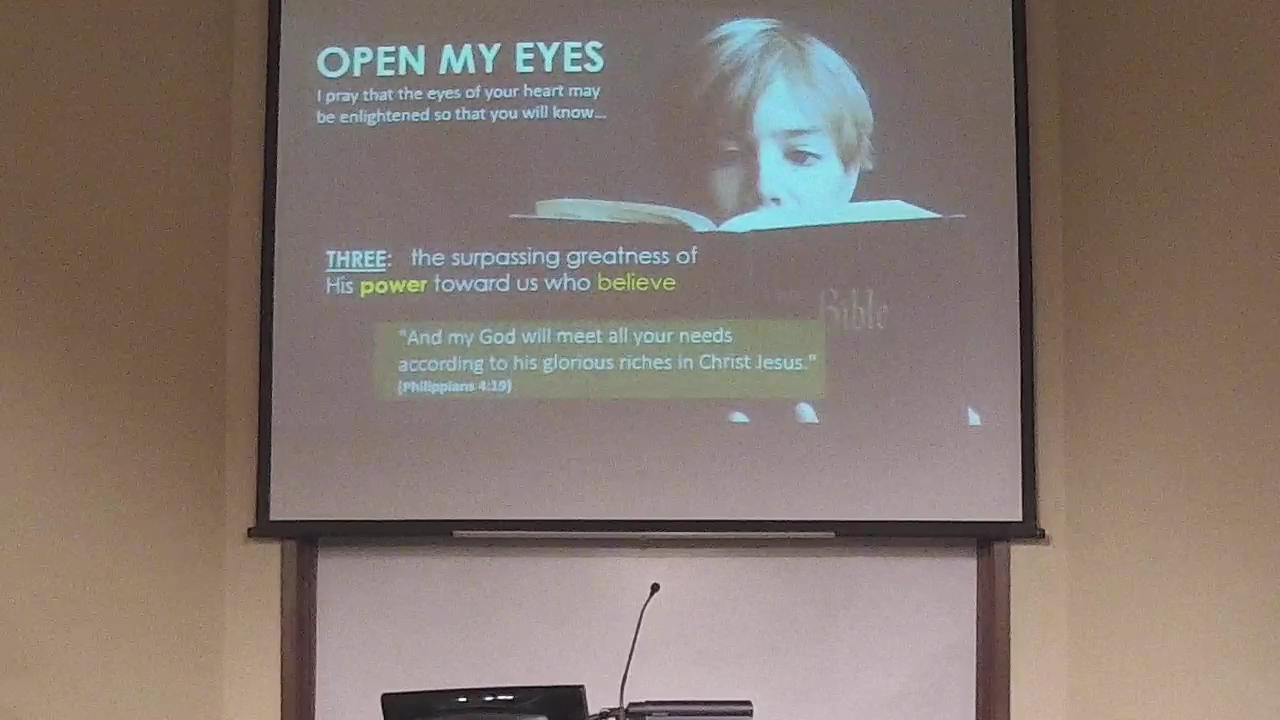 OPEN MY EYES
I pray that the eyes of your heart may
be enlightened so that you will know...
THREE: the surpassing greatness of
His power toward us who believe
Bible
"And my God will meet all your needs
according to his glorious riches in Christ Jesus."
(Philippians 4:19)